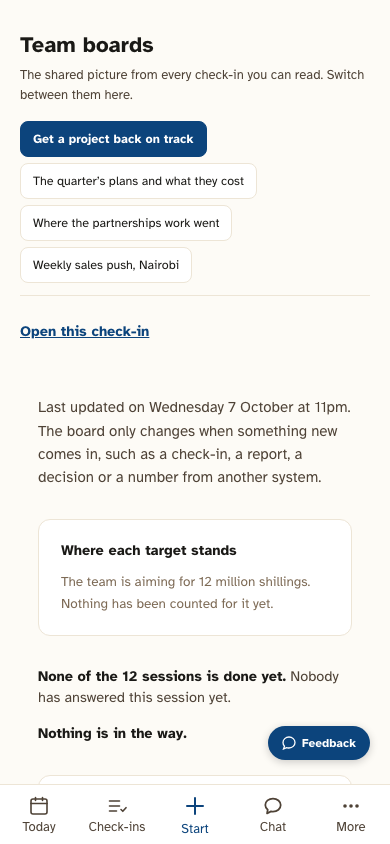 Team boards
The shared picture from every check-in you can read. Switch
between them here.
Get a project back on track
The quarter's plans and what they cost
Where the partnerships work went
Weekly sales push, Nairobi
Open this check-in
Last updated on Wednesday 7 October at 11pm.
The board only changes when something new
comes in, such as a check-in, a report, a
decision or a number from another system.
Where each target stands
The team is aiming for 12 million shillings.
Nothing has been counted for it yet.
None of the 12 sessions is done yet. Nobody
has answered this session yet.
Nothing is in the way.
Feedback
Today
Check-ins
Start
Chat
More